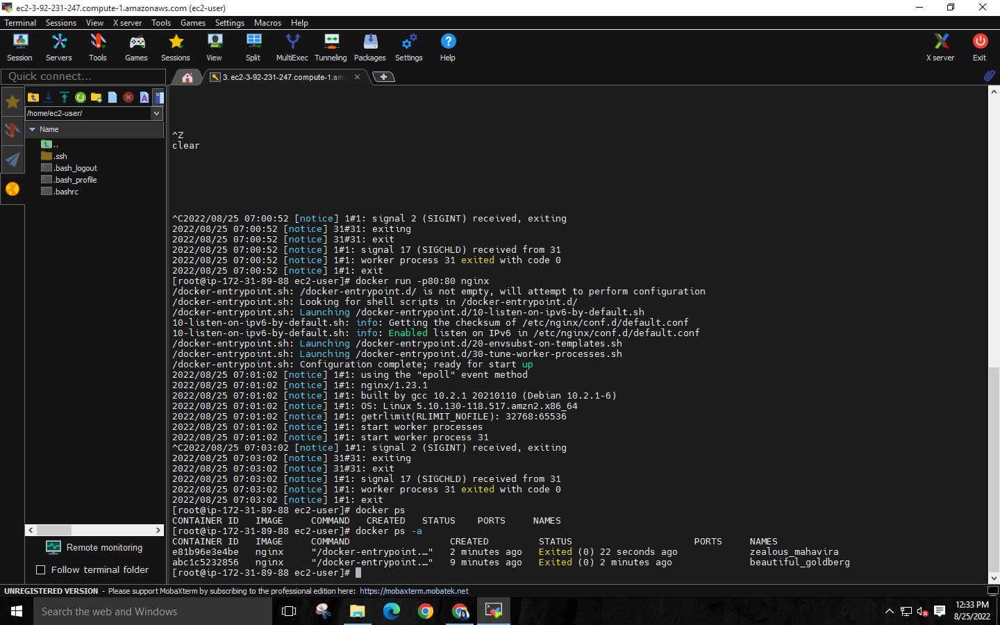 ec2-3-92-231-247.compute-1.amazonaws.com (ec2-user)
Terminal Sessions View X server Tools Games Settings Macros Help
Session Servers Tools Games Sessions View Split MultiExec Tunneling Packages Settings Help X server Exit
Quick connect...
3. ec2-3-92-231-247.compute-1.am
/home/ec2-user/
Name
..
.ssh
.bash_logout
.bash_profile
.bashrc
^Z
clear
^C2022/08/25 07:00:52 [notice] 1#1: signal 2 (SIGINT) received, exiting
2022/08/25 07:00:52 [notice] 31#31: exiting
2022/08/25 07:00:52 [notice] 31#31: exit
2022/08/25 07:00:52 [notice] 1#1: signal 17 (SIGCHLD) received from 31
2022/08/25 07:00:52 [notice] 1#1: worker process 31 exited with code 0
2022/08/25 07:00:52 [notice] 1#1: exit
[root@ip-172-31-89-88 ec2-user]# docker run -p80:80 nginx
/docker-entrypoint.sh: /docker-entrypoint.d/ is not empty, will attempt to perform configuration
/docker-entrypoint.sh: Looking for shell scripts in /docker-entrypoint.d/
/docker-entrypoint.sh: Launching /docker-entrypoint.d/10-listen-on-ipv6-by-default.sh
10-listen-on-ipv6-by-default.sh: info: Getting the checksum of /etc/nginx/conf.d/default.conf
10-listen-on-ipv6-by-default.sh: info: Enabled listen on IPv6 in /etc/nginx/conf.d/default.conf
/docker-entrypoint.sh: Launching /docker-entrypoint.d/20-envsubst-on-templates.sh
/docker-entrypoint.sh: Launching /docker-entrypoint.d/30-tune-worker-processes.sh
/docker-entrypoint.sh: Configuration complete; ready for start up
2022/08/25 07:01:02 [notice] 1#1: using the "epoll" event method
2022/08/25 07:01:02 [notice] 1#1: nginx/1.23.1
2022/08/25 07:01:02 [notice] 1#1: built by gcc 10.2.1 20210110 (Debian 10.2.1-6)
2022/08/25 07:01:02 [notice] 1#1: OS: Linux 5.10.130-118.517.amzn2.x86_64
2022/08/25 07:01:02 [notice] 1#1: getrlimit(RLIMIT_NOFILE): 32768:65536
2022/08/25 07:01:02 [notice] 1#1: start worker processes
2022/08/25 07:01:02 [notice] 1#1: start worker process 31
^C2022/08/25 07:03:02 [notice] 1#1: signal 2 (SIGINT) received, exiting
2022/08/25 07:03:02 [notice] 31#31: exiting
2022/08/25 07:03:02 [notice] 31#31: exit
2022/08/25 07:03:02 [notice] 1#1: signal 17 (SIGCHLD) received from 31
2022/08/25 07:03:02 [notice] 1#1: worker process 31 exited with code 0
2022/08/25 07:03:02 [notice] 1#1: exit
[root@ip-172-31-89-88 ec2-user]# docker ps
CONTAINER ID IMAGE COMMAND CREATED STATUS PORTS NAMES
[root@ip-172-31-89-88 ec2-user]# docker ps -a
CONTAINER ID IMAGE COMMAND CREATED STATUS PORTS NAMES
e81b96e3e4be nginx "/docker-entrypoint.…" 2 minutes ago Exited (0) 22 seconds ago zealous_mahavira
abc1c5232856 nginx "/docker-entrypoint.…" 9 minutes ago Exited (0) 2 minutes ago beautiful_goldberg
[root@ip-172-31-89-88 ec2-user]#
Remote monitoring
Follow terminal folder
UNREGISTERED VERSION - Please support MobaXterm by subscribing to the professional edition here: https://mobaxterm.mobatek.net
Search the web and Windows
12:33 PM
8/25/2022